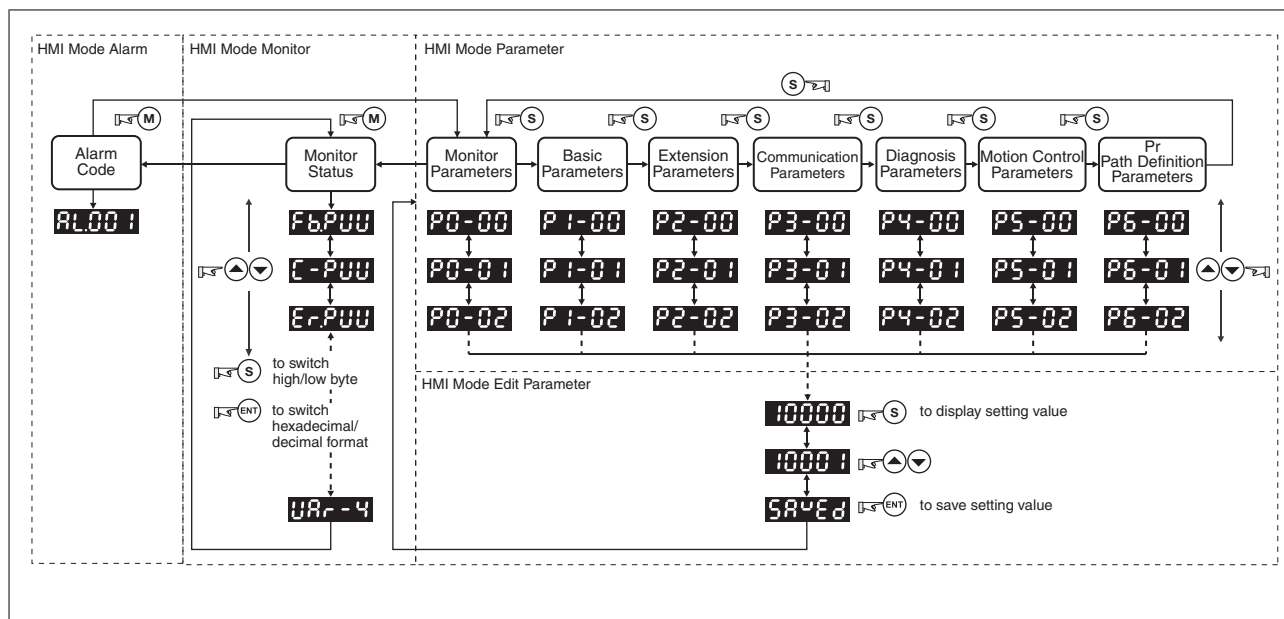 HMI Mode Alarm
HMI Mode Monitor
HMI Mode Parameter
S
M
M
S
S
S
S
S
S
Alarm
Code
Monitor
Status
Monitor
Parameters
Basic
Parameters
Extension
Parameters
Communication
Parameters
Diagnosis
Parameters
Motion Control
Parameters
Pr
Path Definition
Parameters
AL.001
Fb.PUU
P0-00
P1-00
P2-00
P3-00
P4-00
P5-00
P6-00
C-PUU
P0-01
P1-01
P2-01
P3-01
P4-01
P5-01
P6-01
Er.PUU
P0-02
P1-02
P2-02
P3-02
P4-02
P5-02
P6-02
S
to switch
high/low byte
ENT
to switch
hexadecimal/
decimal format
UAr-4
HMI Mode Edit Parameter
10000
S
to display setting value
10001
SAVEd
ENT
to save setting value